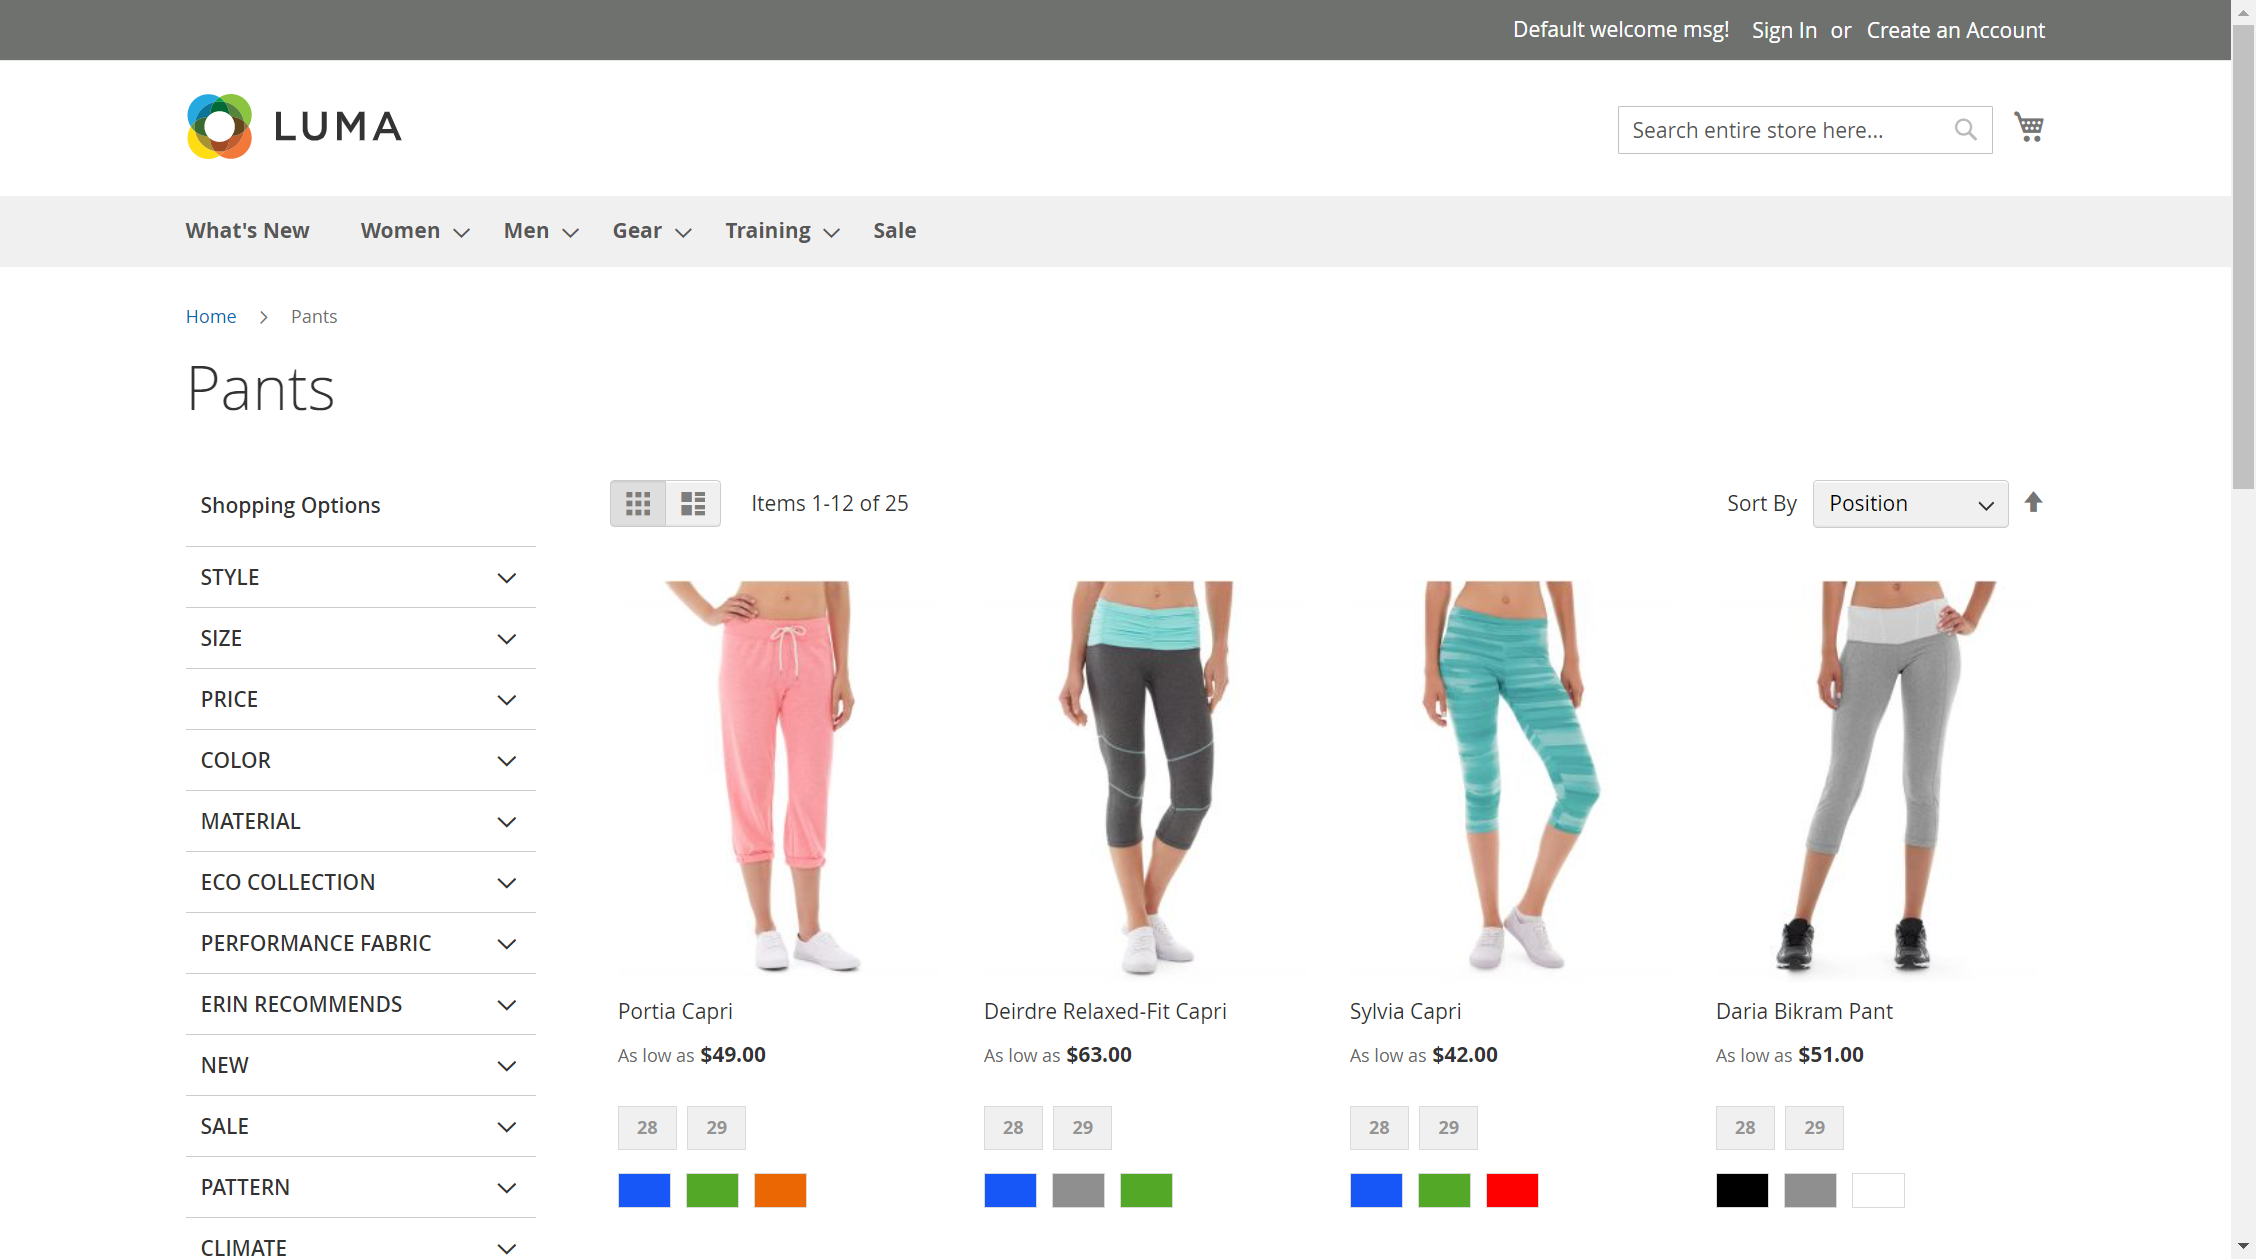 Default welcome msg! Sign In or Create an Account
LUMA
Search entire store here...
What's New Women Men Gear Training Sale
Home Pants
Pants
Shopping Options
STYLE
SIZE
PRICE
COLOR
MATERIAL
ECO COLLECTION
PERFORMANCE FABRIC
ERIN RECOMMENDS
NEW
SALE
PATTERN
CLIMATE
Items 1-12 of 25
Sort By Position
Portia Capri
As low as $49.00
28 29
Deirdre Relaxed-Fit Capri
As low as $63.00
28 29
Sylvia Capri
As low as $42.00
28 29
Daria Bikram Pant
As low as $51.00
28 29